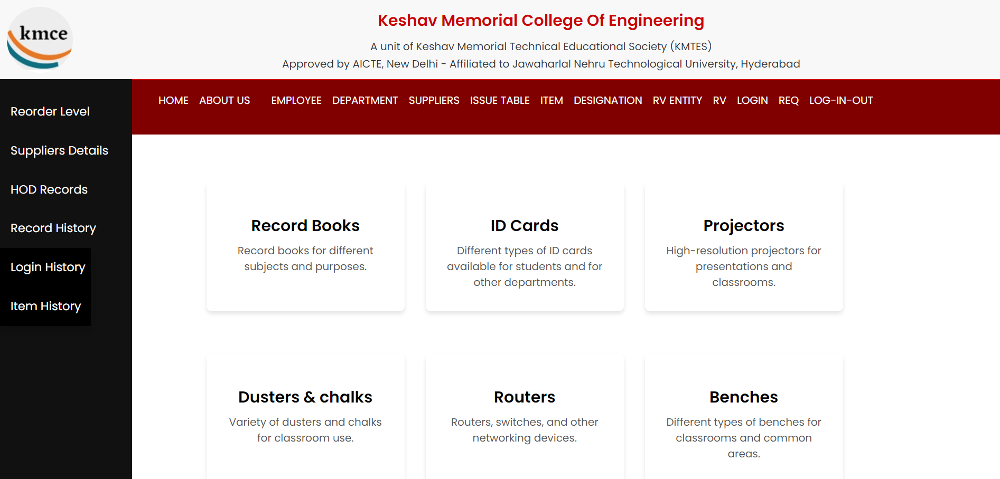 kmce
Keshav Memorial College Of Engineering
A unit of Keshav Memorial Technical Educational Society (KMTES)
Approved by AICTE, New Delhi - Affiliated to Jawaharlal Nehru Technological University, Hyderabad
HOME ABOUT US EMPLOYEE DEPARTMENT SUPPLIERS ISSUE TABLE ITEM DESIGNATION RV ENTITY RV LOGIN REQ LOG-IN-OUT
Reorder Level
Suppliers Details
HOD Records
Record History
Login History
Item History
Record Books
Record books for different
subjects and purposes.
ID Cards
Different types of ID cards
available for students and for
other departments.
Projectors
High-resolution projectors for
presentations and
classrooms.
Dusters & chalks
Variety of dusters and chalks
for classroom use.
Routers
Routers, switches, and other
networking devices.
Benches
Different types of benches for
classrooms and common
areas.